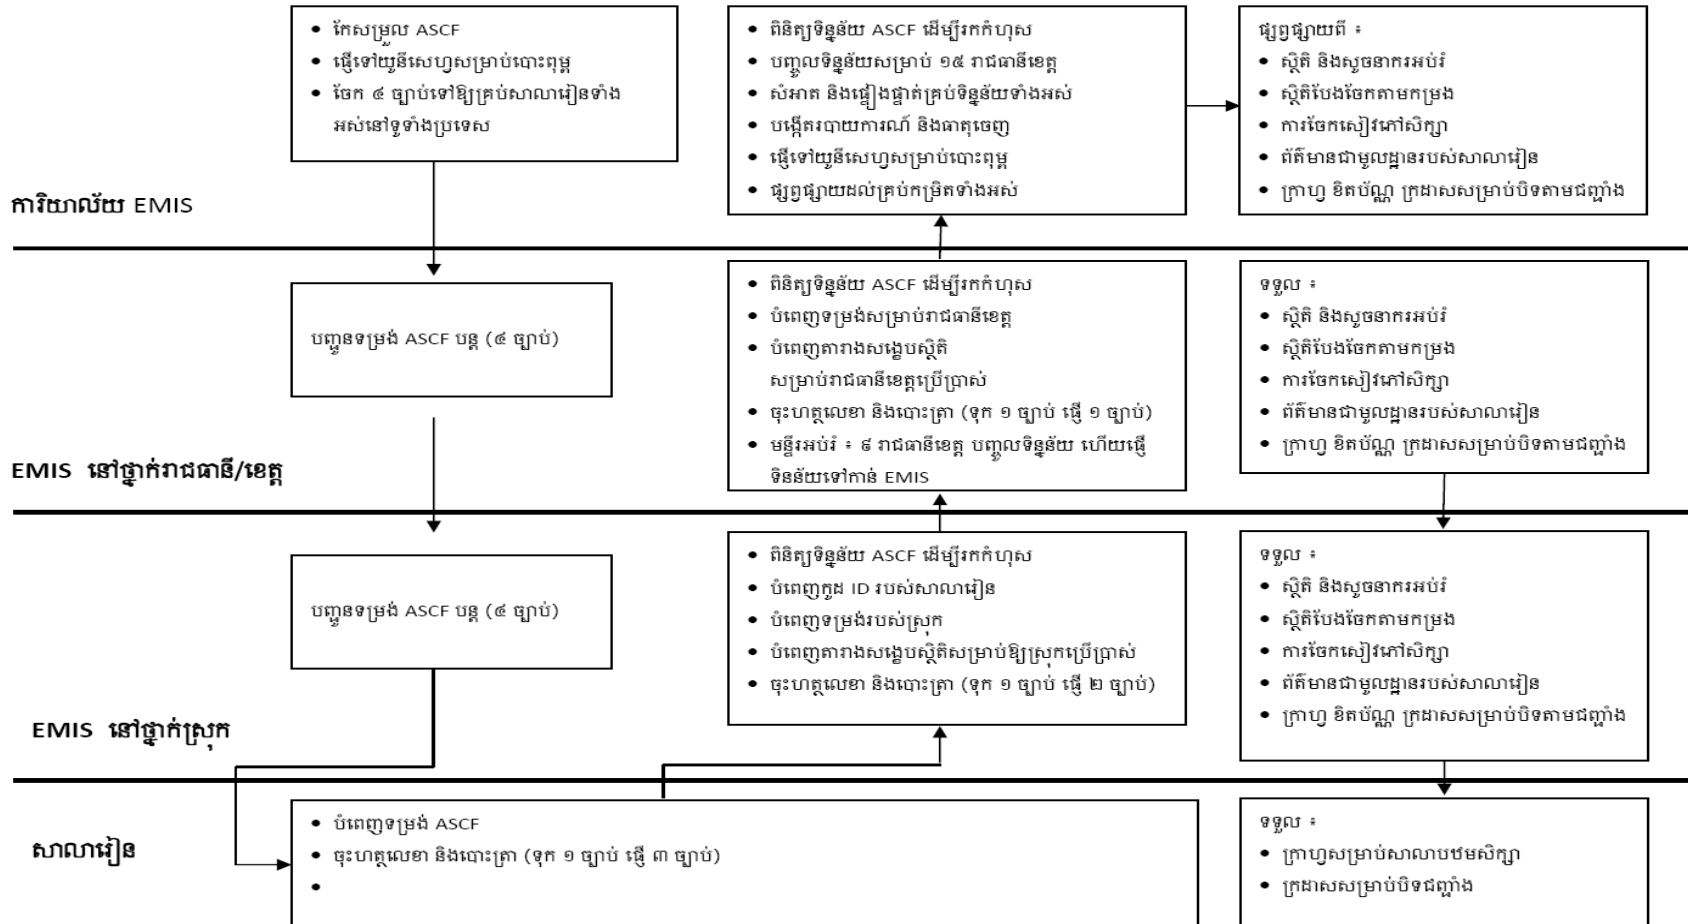 • កែសម្រួល ASCF
• ផ្ញើទៅយូនីសេហ្វសម្រាប់បោះពុម្ព
• ចែក ៤ ច្បាប់ទៅឱ្យគ្រប់សាលារៀនទាំង
អស់នៅទូទាំងប្រទេស
• ពិនិត្យទិន្នន័យ ASCF ដើម្បីរកកំហុស
• បញ្ចូលទិន្នន័យសម្រាប់ ១៥ រាជធានីខេត្ត
• សំអាត និងផ្ទៀងផ្ទាត់គ្រប់ទិន្នន័យទាំងអស់
• បង្កើតរបាយការណ៍ និងធាតុចេញ
• ផ្ញើទៅយូនីសេហ្វសម្រាប់បោះពុម្ព
• ផ្សព្វផ្សាយដល់គ្រប់កម្រិតទាំងអស់
ផ្សព្វផ្សាយពី ៖
• ស្ថិតិ និងសូចនាករអប់រំ
• ស្ថិតិបែងចែកតាមកម្រង
• ការចែកសៀវភៅសិក្សា
• ព័ត៌មានជាមូលដ្ឋានរបស់សាលារៀន
• ក្រាហ្វ ខិតប័ណ្ណ ក្រដាសសម្រាប់បិទតាមជញ្ជាំង
ការិយាល័យ EMIS
បញ្ជូនទម្រង់ ASCF បន្ត (៤ ច្បាប់)
• ពិនិត្យទិន្នន័យ ASCF ដើម្បីរកកំហុស
• បំពេញទម្រង់សម្រាប់រាជធានីខេត្ត
• បំពេញតារាងសង្ខេបស្ថិតិ
សម្រាប់រាជធានីខេត្តប្រើប្រាស់
• ចុះហត្ថលេខា និងបោះត្រា (ទុក ១ ច្បាប់ ផ្ញើ ១ ច្បាប់)
• មន្ទីរអប់រំ ៖ ៩ រាជធានីខេត្ត បញ្ចូលទិន្នន័យ ហើយផ្ញើ
ទិនន័យទៅកាន់ EMIS
ទទួល ៖
• ស្ថិតិ និងសូចនាករអប់រំ
• ស្ថិតិបែងចែកតាមកម្រង
• ការចែកសៀវភៅសិក្សា
• ព័ត៌មានជាមូលដ្ឋានរបស់សាលារៀន
• ក្រាហ្វ ខិតប័ណ្ណ ក្រដាសសម្រាប់បិទតាមជញ្ជាំង
EMIS នៅថ្នាក់រាជធានី/ខេត្ត
បញ្ជូនទម្រង់ ASCF បន្ត (៤ ច្បាប់)
• ពិនិត្យទិន្នន័យ ASCF ដើម្បីរកកំហុស
• បំពេញកូដ ID របស់សាលារៀន
• បំពេញទម្រង់របស់ស្រុក
• បំពេញតារាងសង្ខេបស្ថិតិសម្រាប់ឱ្យស្រុកប្រើប្រាស់
• ចុះហត្ថលេខា និងបោះត្រា (ទុក ១ ច្បាប់ ផ្ញើ ២ ច្បាប់)
ទទួល ៖
• ស្ថិតិ និងសូចនាករអប់រំ
• ស្ថិតិបែងចែកតាមកម្រង
• ការចែកសៀវភៅសិក្សា
• ព័ត៌មានជាមូលដ្ឋានរបស់សាលារៀន
• ក្រាហ្វ ខិតប័ណ្ណ ក្រដាសសម្រាប់បិទតាមជញ្ជាំង
EMIS នៅថ្នាក់ស្រុក
• បំពេញទម្រង់ ASCF
• ចុះហត្ថលេខា និងបោះត្រា (ទុក ១ ច្បាប់ ផ្ញើ ៣ ច្បាប់)
•
ទទួល ៖
• ក្រាហ្វសម្រាប់សាលាបឋមសិក្សា
• ក្រដាសសម្រាប់បិទជញ្ជាំង
សាលារៀន